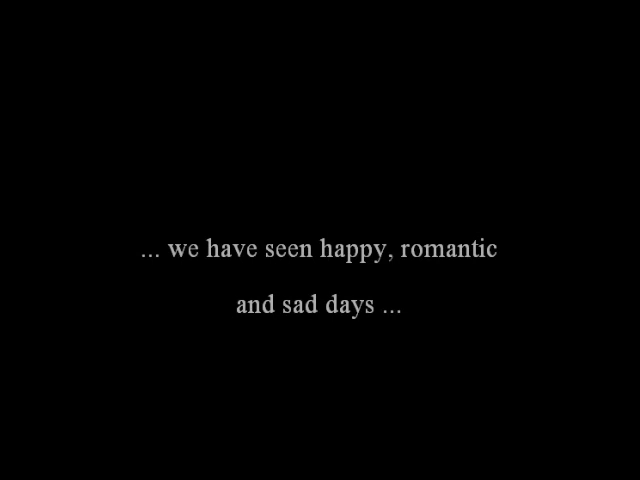 ... we have seen happy, romantic
and sad days ...